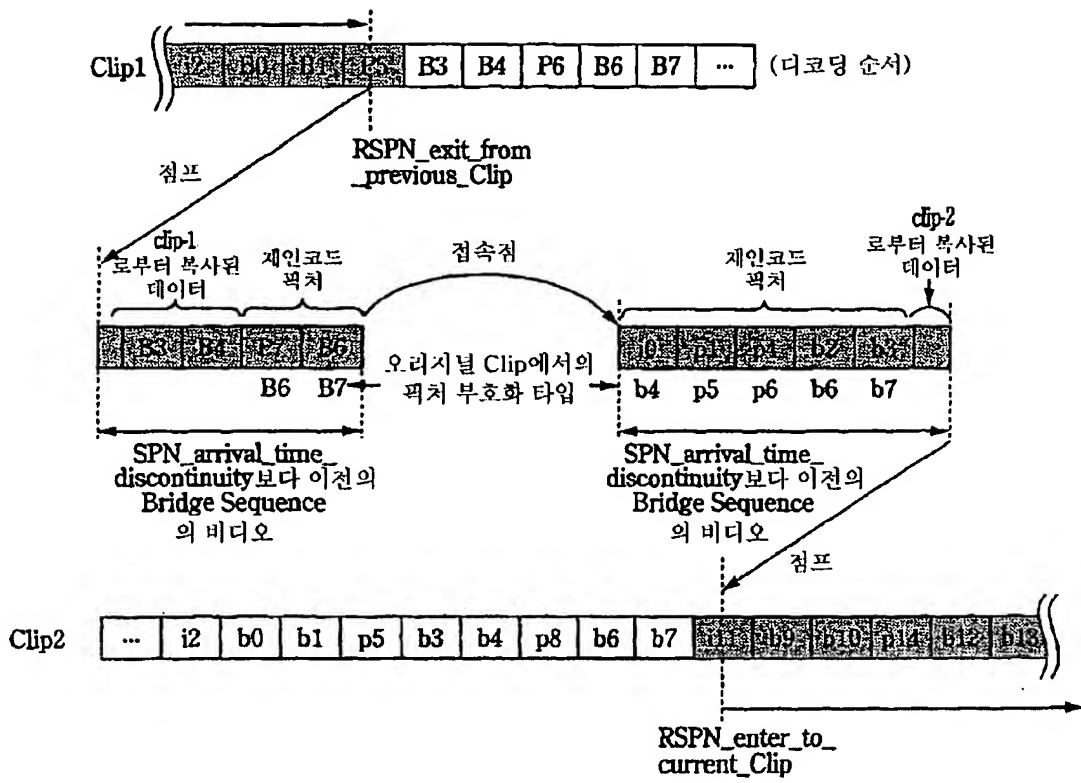 Clip1 i2 B0 B1 P5 B3 B4 P6 B6 B7 ... (디코딩 순서)
RSPN_exit_from
_previous_Clip
점프
clip-1
로부터 복사된
데이터
재인코드
픽처
접속점
재인코드
픽처
clip-2
로부터 복사된
데이터
B3 B4 P7 B6
i0 p1 p4 b2 b3
B6 B7
오리시널 Clip에서의
픽처 부호화 타입
b4 p5 p6 b6 b7
SPN_arrival_time_
discontinuity보다 이전의
Bridge Sequence
의 비디오
SPN_arrival_time_
discontinuity보다 이전의
Bridge Sequence
의 비디오
점프
Clip2 ... i2 b0 b1 p5 b3 b4 p8 b6 b7 i11 b9 b10 p14 b12 b13
RSPN_enter_to_
current_Clip